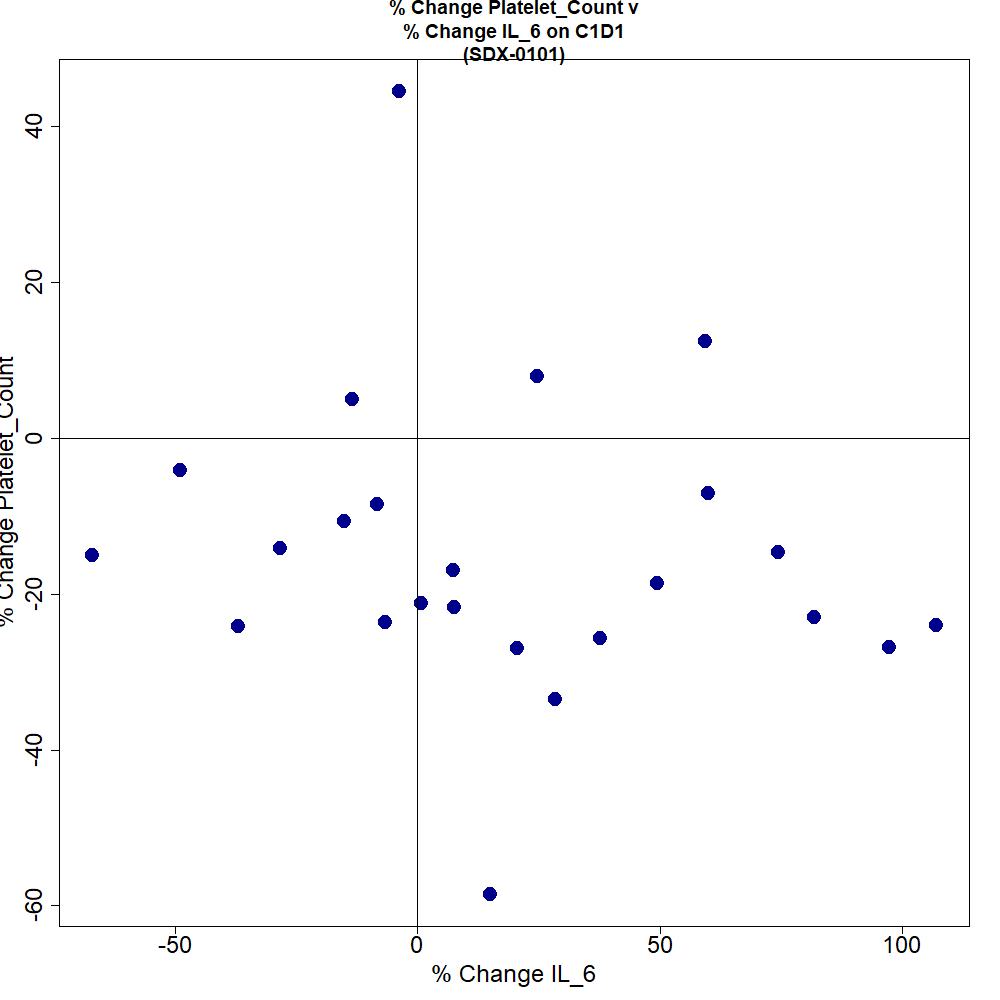 % Change Platelet_Count v
% Change IL_6 on C1D1
(SDX-0101)
% Change Platelet_Count
40
20
0
-20
-40
-60
-50
0
50
100
% Change IL_6